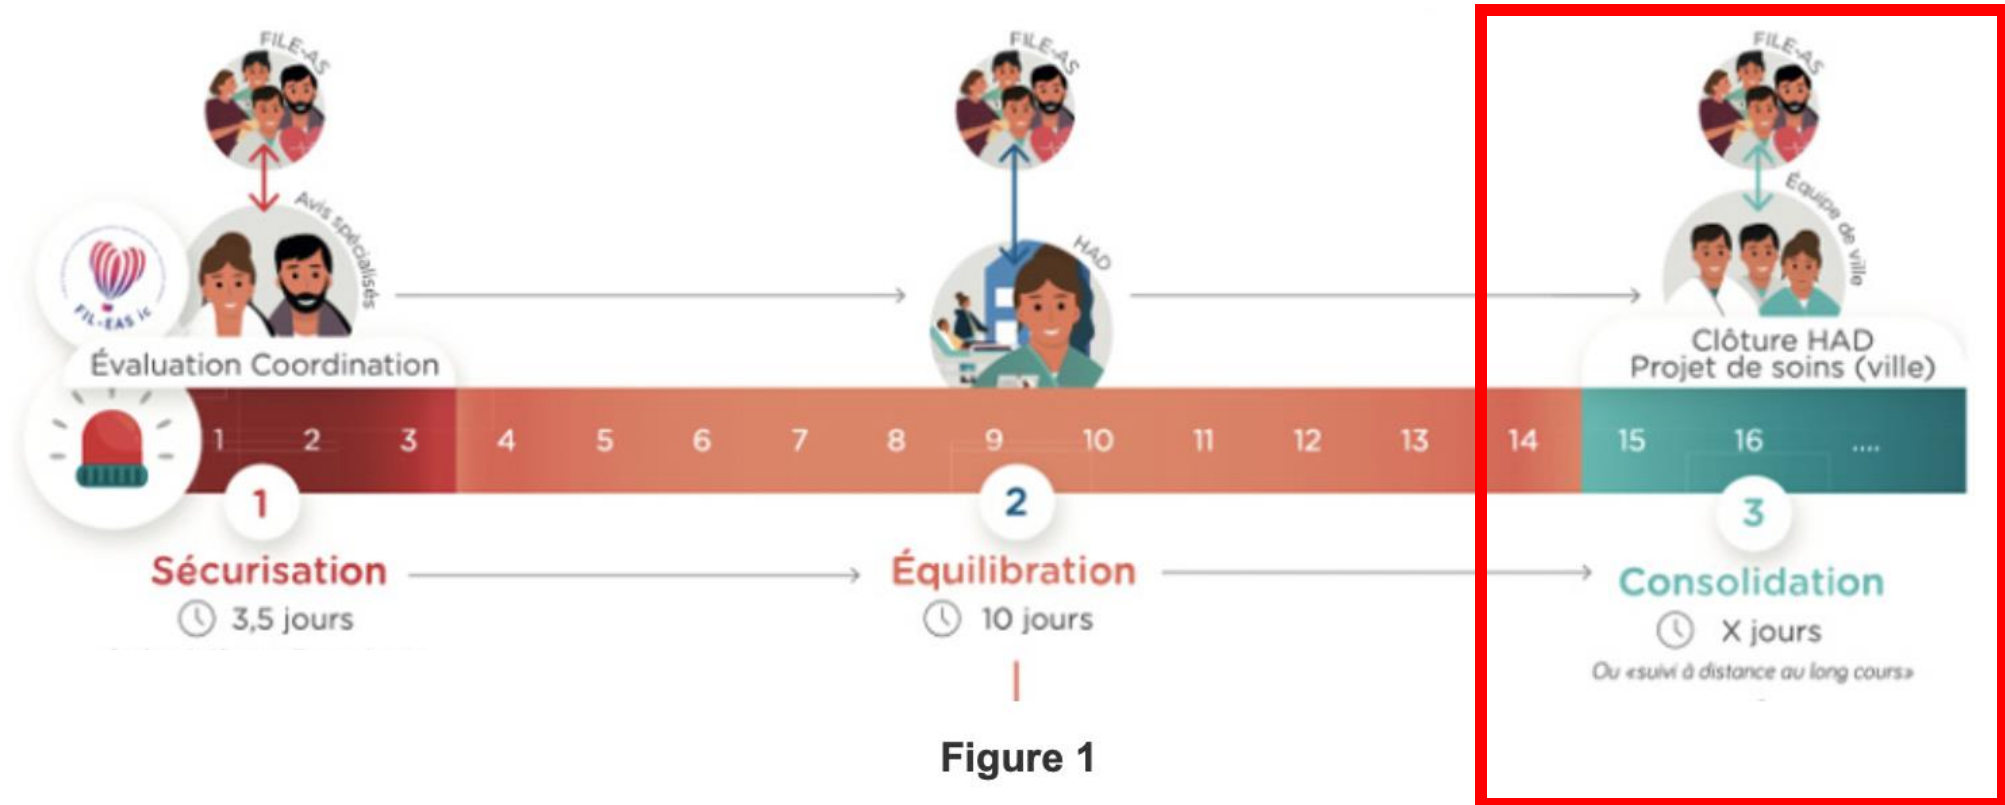 FILE-AS
FILE-AS
FILE-AS
Avis spécialisés
HAD
Équipe de ville
FIL-EAS ic
Évaluation Coordination
Clôture HAD
Projet de soins (ville)
1 2 3 4 5 6 7 8 9 10 11 12 13 14 15 16 ....
1
2
3
Sécurisation
3,5 jours
Équilibration
10 jours
Consolidation
X jours
Ou «suivi à distance au long cours»
Figure 1